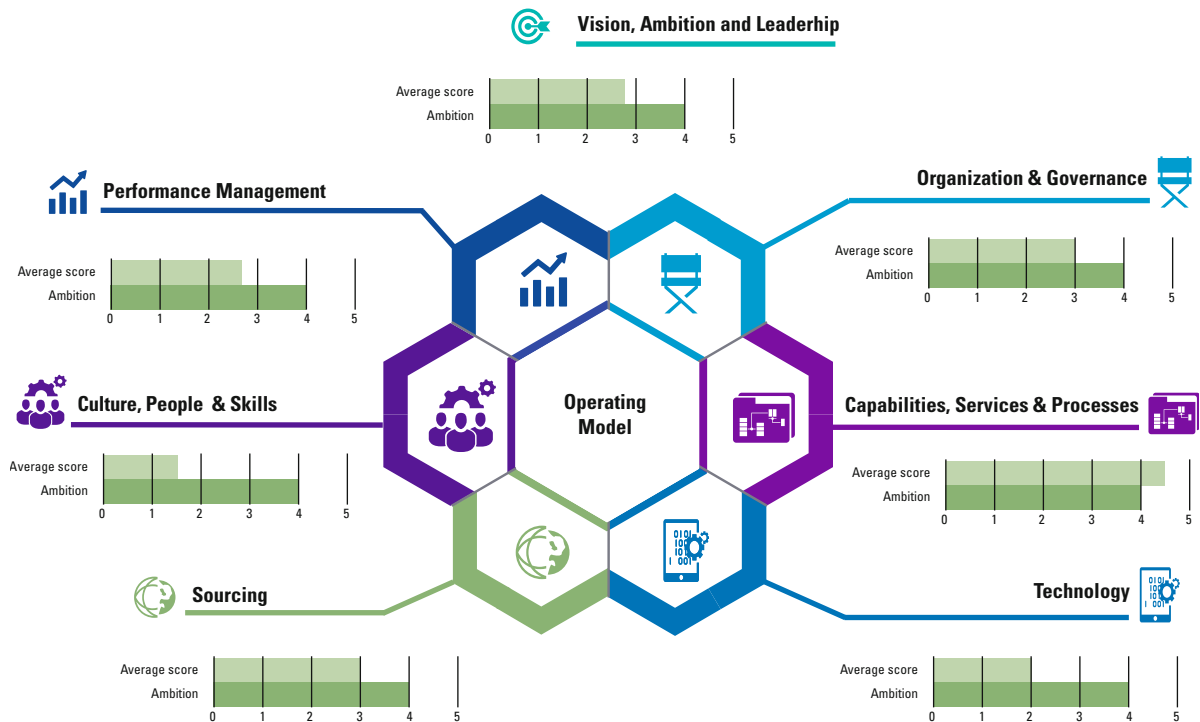 Vision, Ambition and Leaderhip
Average score
Ambition
0 1 2 3 4 5
Performance Management
Average score
Ambition
0 1 2 3 4 5
Organization & Governance
Average score
Ambition
0 1 2 3 4 5
Culture, People & Skills
Average score
Ambition
0 1 2 3 4 5
Operating
Model
Capabilities, Services & Processes
Average score
Ambition
0 1 2 3 4 5
Sourcing
Average score
Ambition
0 1 2 3 4 5
Technology
Average score
Ambition
0 1 2 3 4 5